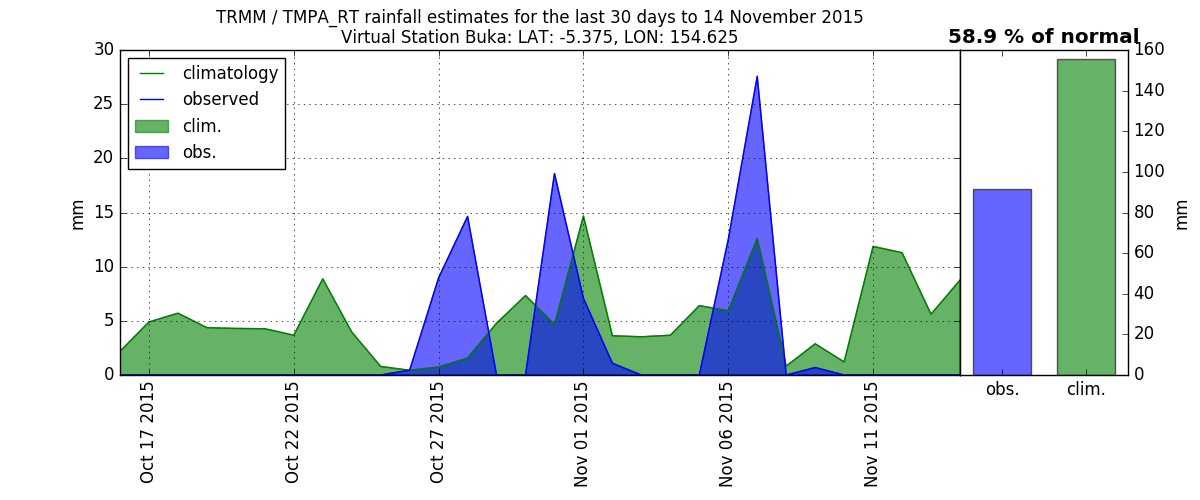 TRMM / TMPA_RT rainfall estimates for the last 30 days to 14 November 2015
Virtual Station Buka: LAT: -5.375, LON: 154.625
58.9 % of normal
climatology
observed
clim.
obs.
30
25
20
15
10
5
0
mm
Oct 17 2015
Oct 22 2015
Oct 27 2015
Nov 01 2015
Nov 06 2015
Nov 11 2015
160
140
120
100
80
60
40
20
0
mm
obs.
clim.